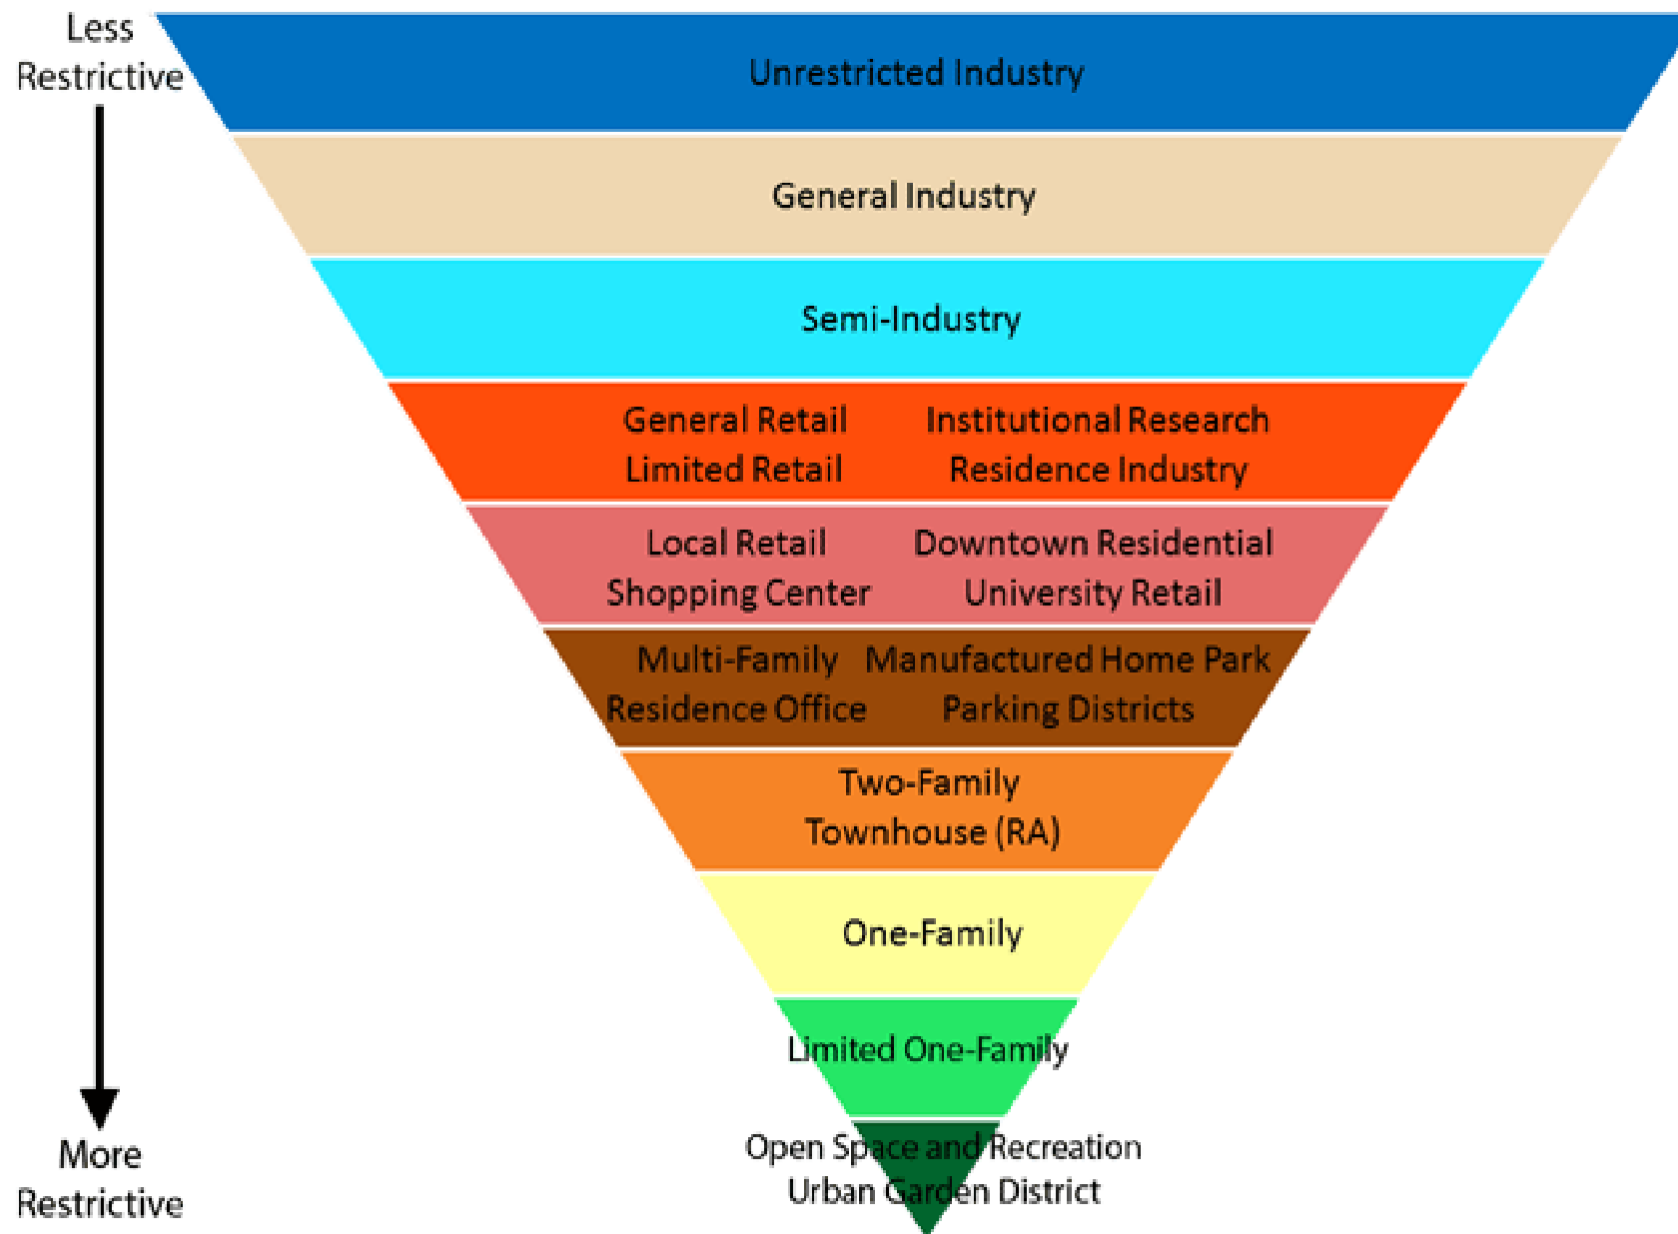 Less
Restrictive
Unrestricted Industry
General Industry
Semi-Industry
General Retail Institutional Research
Limited Retail Residence Industry
Local Retail Downtown Residential
Shopping Center University Retail
Multi-Family Manufactured Home Park
Residence Office Parking Districts
Two-Family
Townhouse (RA)
One-Family
Limited One-Family
Open Space and Recreation
Urban Garden District
More
Restrictive